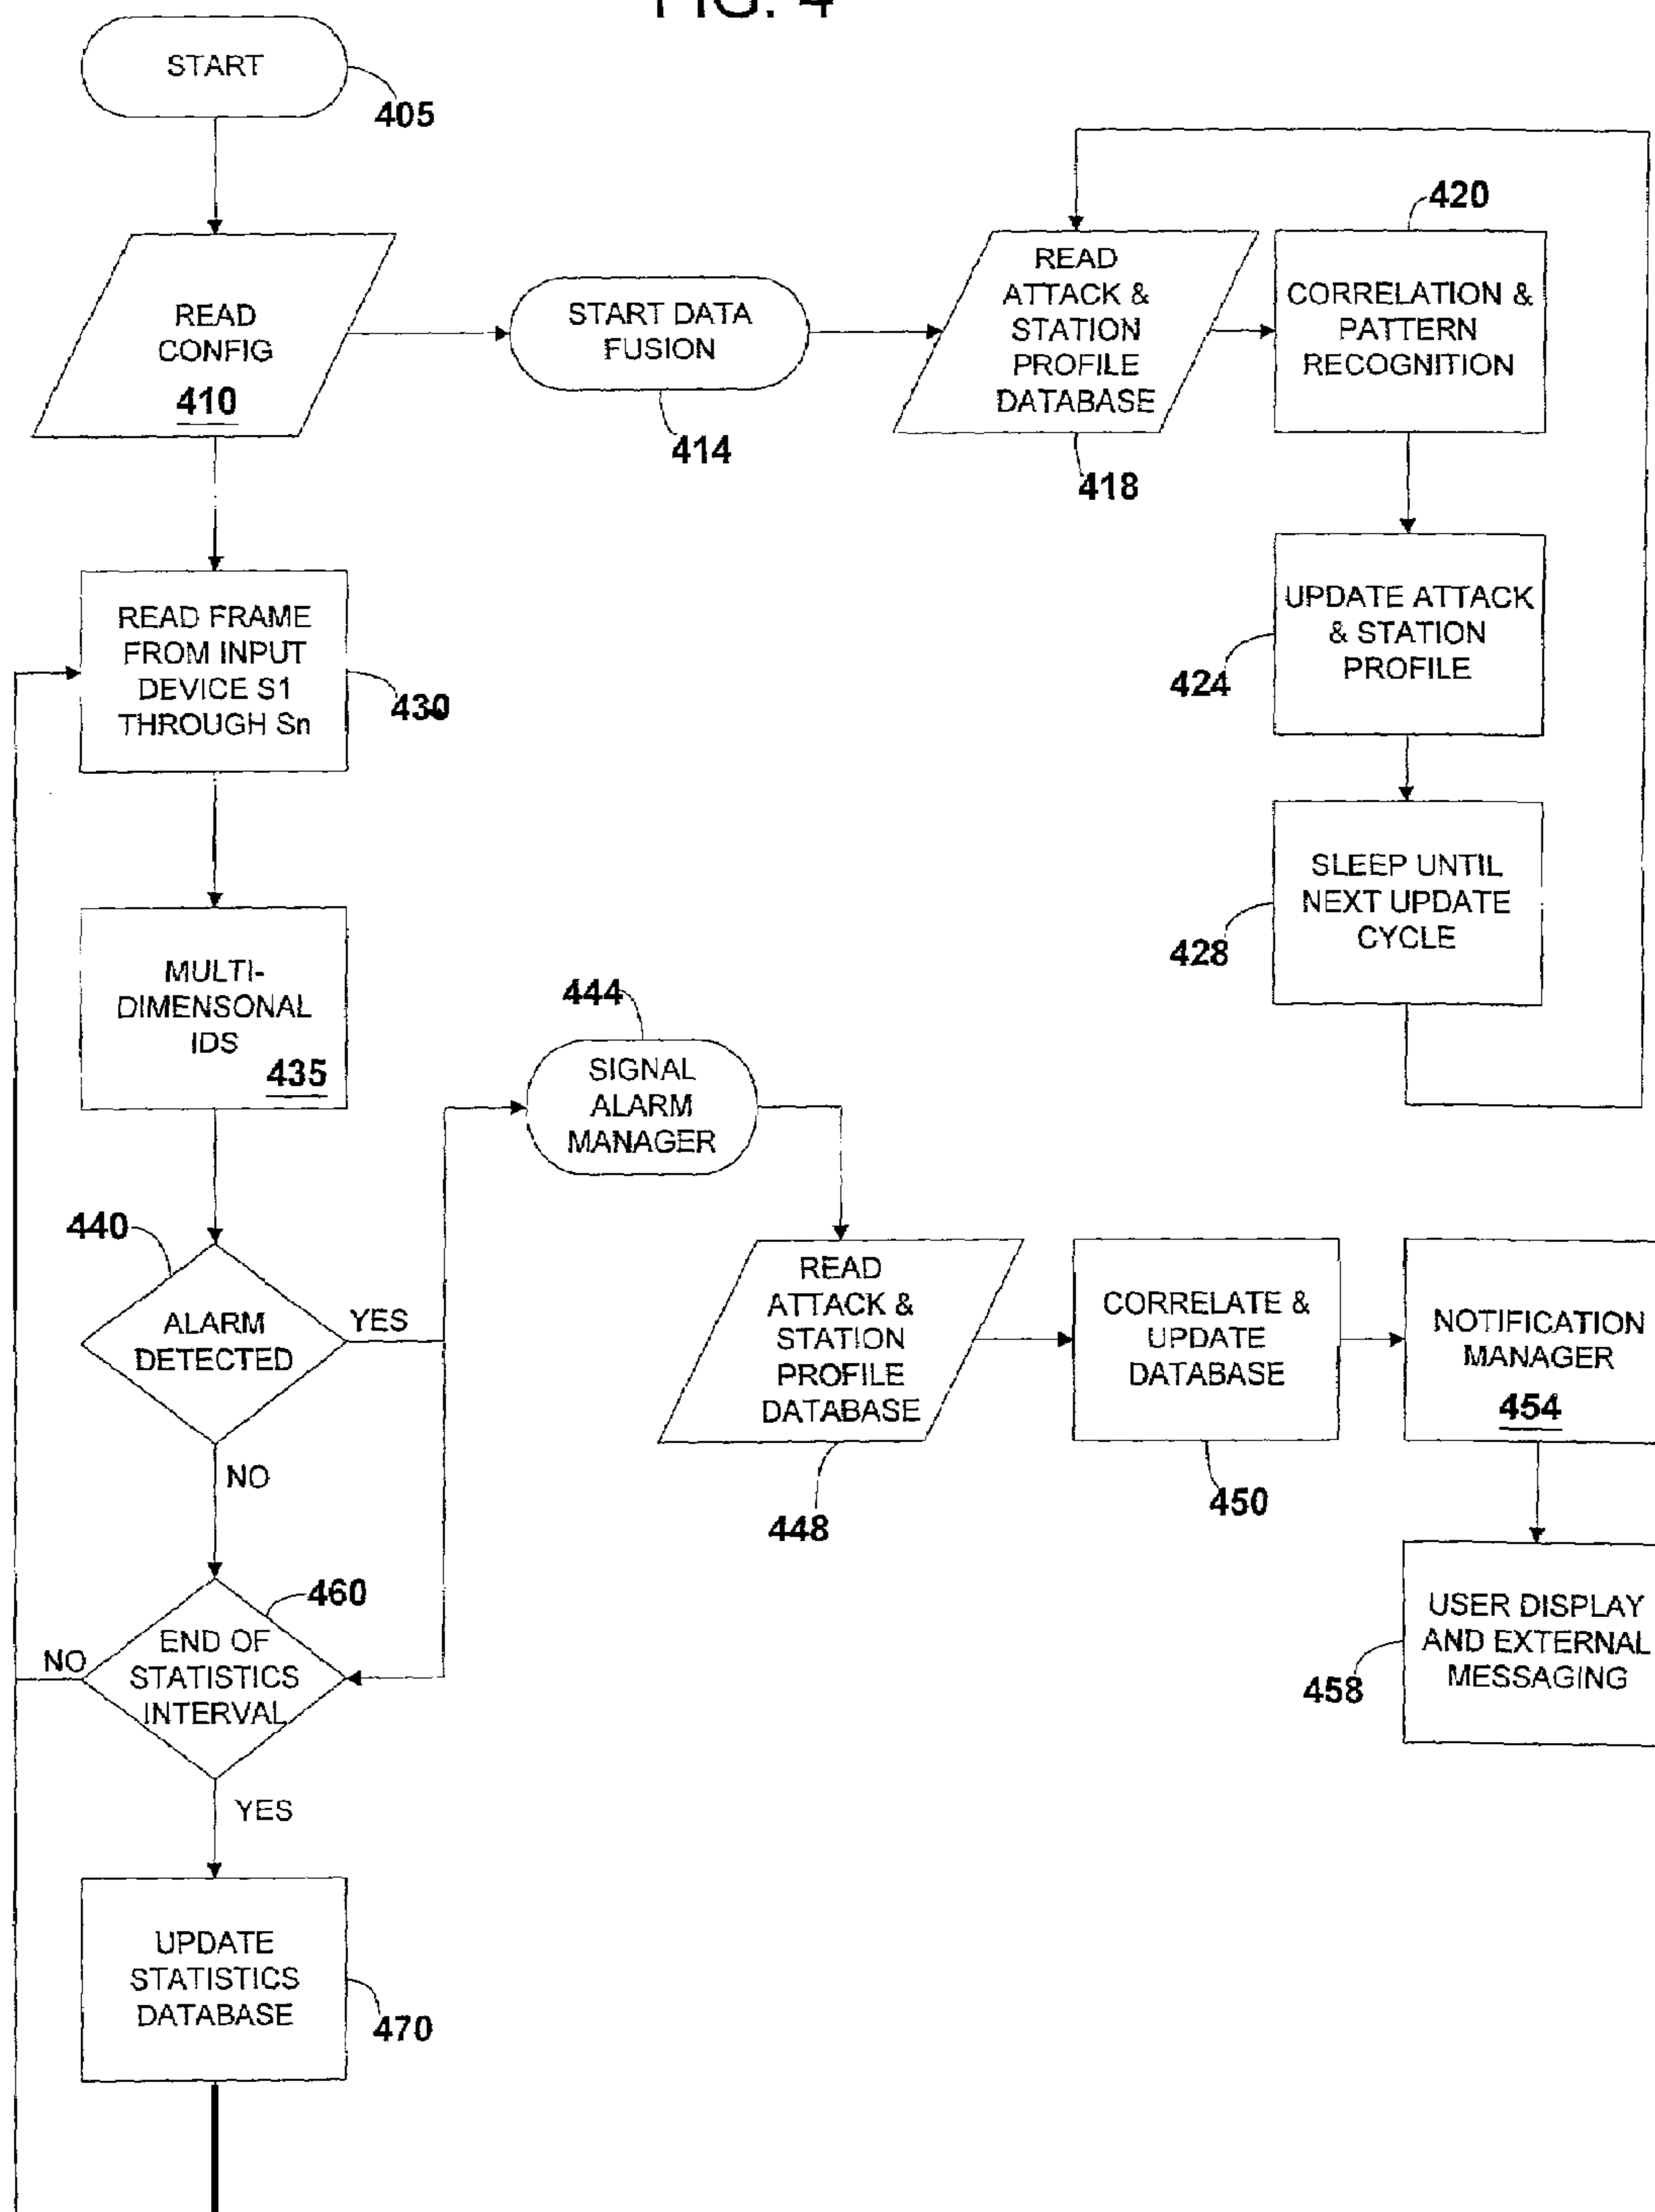 FIG. 4
START
405
READ
CONFIG
410
START DATA
FUSION
414
READ
ATTACK &
STATION
PROFILE
DATABASE
418
420
CORRELATION &
PATTERN
RECOGNITION
UPDATE ATTACK
& STATION
PROFILE
424
SLEEP UNTIL
NEXT UPDATE
CYCLE
428
READ FRAME
FROM INPUT
DEVICE S1
THROUGH Sn
430
MULTI-
DIMENSONAL
IDS
435
440
ALARM
DETECTED
YES
NO
444
SIGNAL
ALARM
MANAGER
READ
ATTACK &
STATION
PROFILE
DATABASE
448
CORRELATE &
UPDATE
DATABASE
450
NOTIFICATION
MANAGER
454
USER DISPLAY
AND EXTERNAL
MESSAGING
458
460
END OF
STATISTICS
INTERVAL
NO
YES
UPDATE
STATISTICS
DATABASE
470